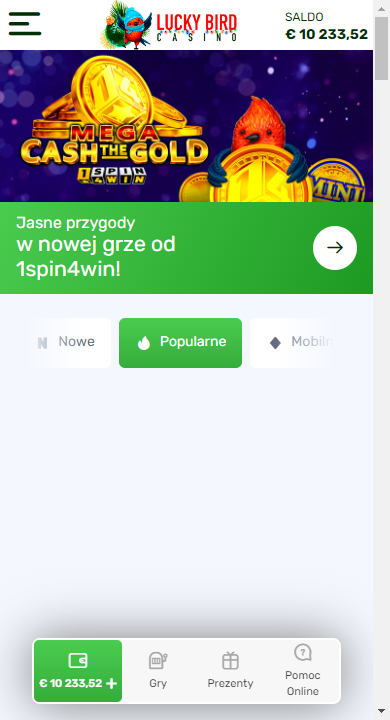 LUCKY BIRD
CASINO
SALDO
€ 10 233,52
MEGA
CASH THE GOLD
1SPIN
4WIN
MINI
Jasne przygody
w nowej grze od
1spin4win!
N Nowe
Popularne
Mobiln
€ 10 233,52
Gry
Prezenty
Pomoc
Online